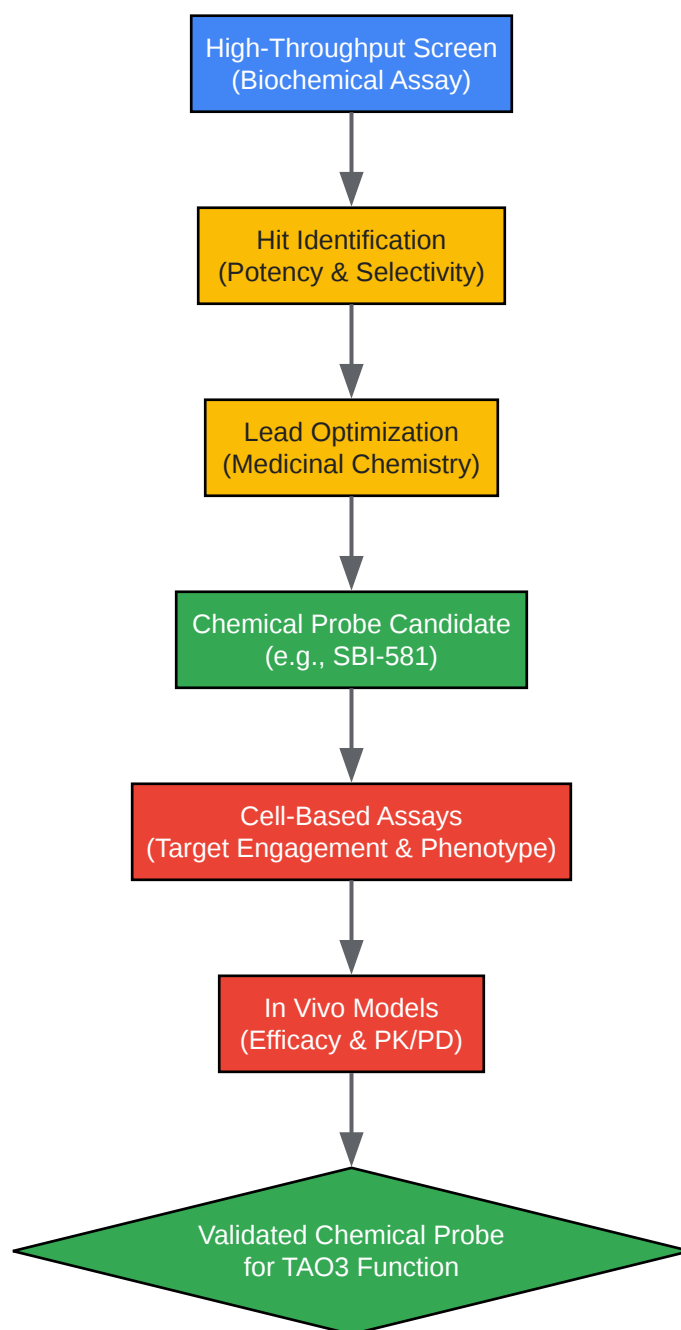 High-Throughput Screen
(Biochemical Assay)
Hit Identification
(Potency & Selectivity)
Lead Optimization
(Medicinal Chemistry)
Chemical Probe Candidate
(e.g., SBI-581)
Cell-Based Assays
(Target Engagement & Phenotype)
In Vivo Models
(Efficacy & PK/PD)
Validated Chemical Probe
for TAO3 Function